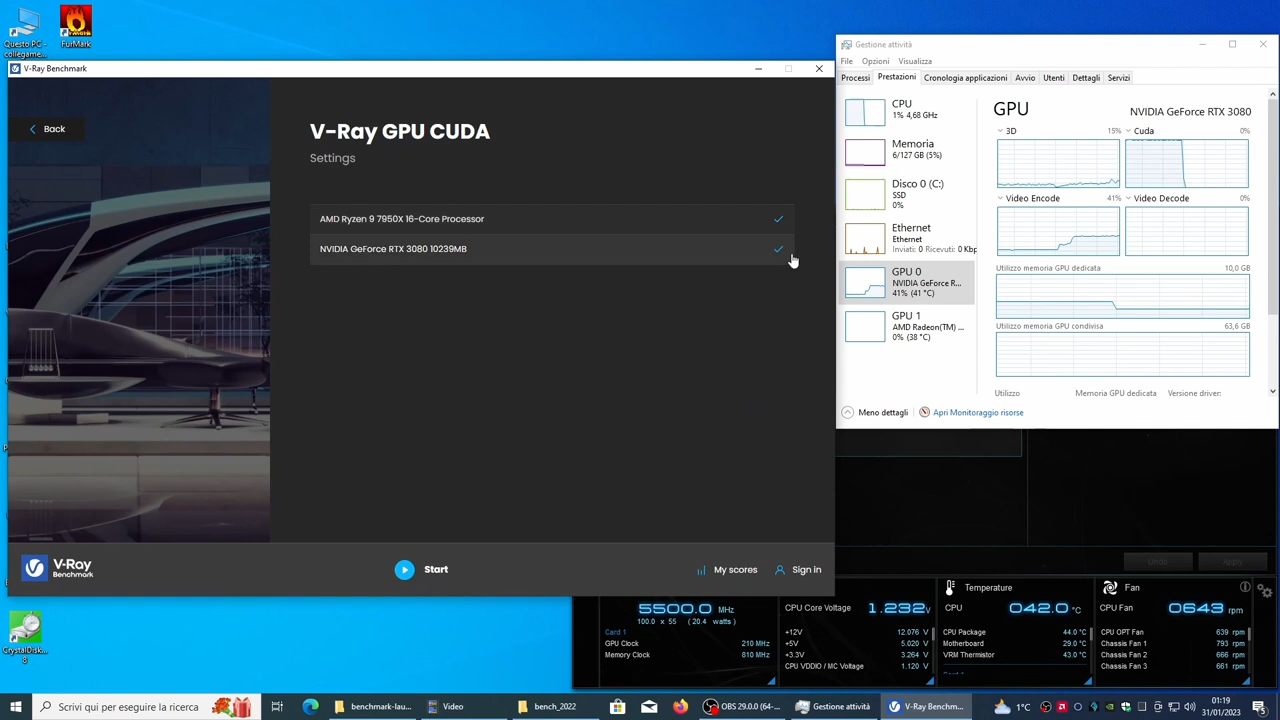 Questo PC -
collegame...
FurMark
V-Ray Benchmark
Back
V-Ray GPU CUDA
Settings
AMD Ryzen 9 7950X 16-Core Processor
NVIDIA GeForce RTX 3080 10239MB
V-Ray
Benchmark
Start
My scores
Sign in
Gestione attività
File Opzioni Visualizza
Processi Prestazioni Cronologia applicazioni Avvio Utenti Dettagli Servizi
CPU
1% 4,68 GHz
Memoria
6/127 GB (5%)
Disco 0 (C:)
SSD
0%
Ethernet
Ethernet
Inviati: 0 Ricevuti: 0 Kbp
GPU 0
NVIDIA GeForce R...
41% (41 °C)
GPU 1
AMD Radeon(TM) ...
0% (38 °C)
GPU NVIDIA GeForce RTX 3080
3D 15% Cuda 0%
Video Encode 41% Video Decode 0%
Utilizzo memoria GPU dedicata 10,0 GB
Utilizzo memoria GPU condivisa 63,6 GB
Utilizzo Memoria GPU dedicata Versione driver:
Meno dettagli Apri Monitoraggio risorse
Undo Apply
5500.0 MHz
100.0 x 55 ( 20.4 watts )
Card 1
GPU Clock 210 MHz
Memory Clock 810 MHz
CPU Core Voltage 1.232 V
+12V 12.076 V
+5V 5.020 V
+3.3V 3.264 V
CPU VDDIO / MC Voltage 1.120 V
Temperature
CPU 042.0 °C
CPU Package 44.0 °C
Motherboard 29.0 °C
VRM Thermistor 43.0 °C
Fan
CPU Fan 0643 rpm
CPU OPT Fan 639 rpm
Chassis Fan 1 793 rpm
Chassis Fan 2 666 rpm
Chassis Fan 3 661 rpm
CrystalDisk...
8
Scrivi qui per eseguire la ricerca
benchmark-lau...
Video
bench_2022
OBS 29.0.0 (64-...
Gestione attività
V-Ray Benchm...
1°C
01:19
31/01/2023